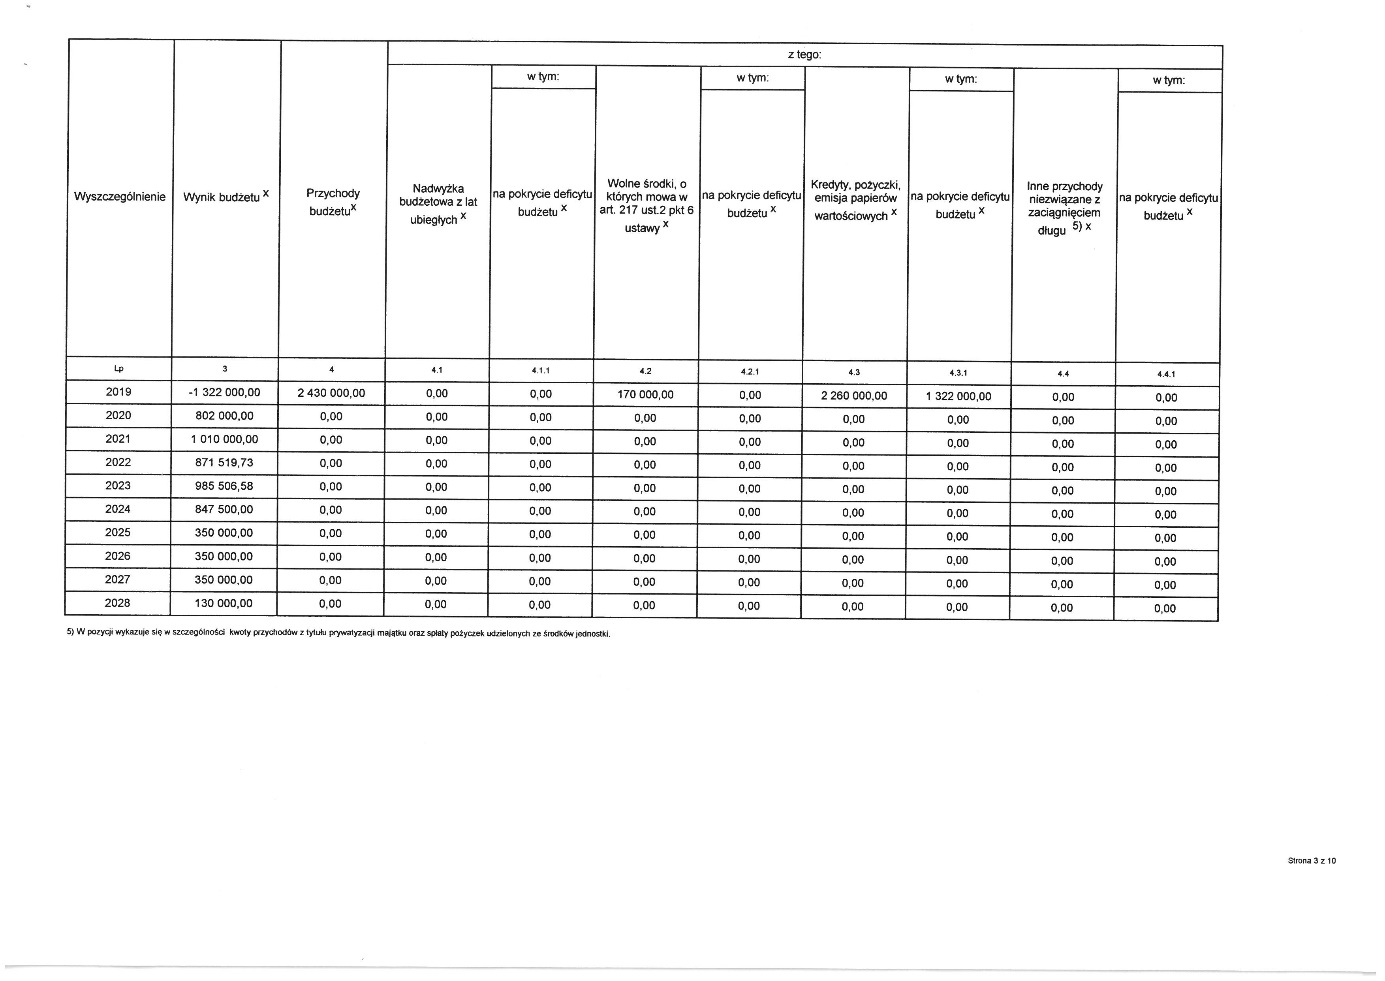 z tego:
w tym: w tym: w tym: w tym:
Wyszczególnienie
Wynik budżetu x
Przychody
budżetu x
Nadwyżka
budżetowa z lat
ubiegłych x
na pokrycie deficytu
budżetu x
Wolne środki, o
których mowa w
art. 217 ust.2 pkt 6
ustawy x
na pokrycie deficytu
budżetu x
Kredyty, pożyczki,
emisja papierów
wartościowych x
na pokrycie deficytu
budżetu x
Inne przychody
niezwiązane z
zaciągnięciem
długu 5) x
na pokrycie deficytu
budżetu x
Lp 3 4 4.1 4.1.1 4.2 4.2.1 4.3 4.3.1 4.4 4.4.1
2019 -1 322 000,00 2 430 000,00 0,00 0,00 170 000,00 0,00 2 260 000,00 1 322 000,00 0,00 0,00
2020 802 000,00 0,00 0,00 0,00 0,00 0,00 0,00 0,00 0,00 0,00
2021 1 010 000,00 0,00 0,00 0,00 0,00 0,00 0,00 0,00 0,00 0,00
2022 871 519,73 0,00 0,00 0,00 0,00 0,00 0,00 0,00 0,00 0,00
2023 985 506,58 0,00 0,00 0,00 0,00 0,00 0,00 0,00 0,00 0,00
2024 847 500,00 0,00 0,00 0,00 0,00 0,00 0,00 0,00 0,00 0,00
2025 350 000,00 0,00 0,00 0,00 0,00 0,00 0,00 0,00 0,00 0,00
2026 350 000,00 0,00 0,00 0,00 0,00 0,00 0,00 0,00 0,00 0,00
2027 350 000,00 0,00 0,00 0,00 0,00 0,00 0,00 0,00 0,00 0,00
2028 130 000,00 0,00 0,00 0,00 0,00 0,00 0,00 0,00 0,00 0,00
5) W pozycji wykazuje się w szczególności kwoty przychodów z tytułu prywatyzacji majątku oraz spłaty pożyczek udzielonych ze środków jednostki.
Strona 3 z 10